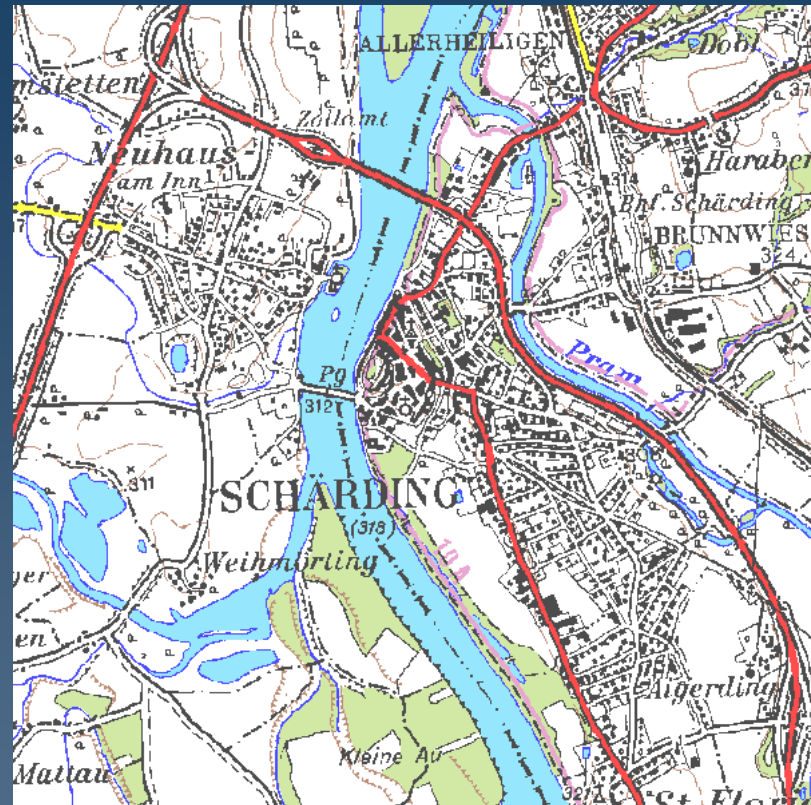 ALLERHEILIGEN
Dobl
mstetten
Zollamt
Neuhaus-
am Inn
Haraber
314
Bhf. Schärding
BRUNNWIES
324
Pram
Pg
312
311
SCHÄRDING
(318)
Weihmörting
Aigerding
Kleine Au
Mattau
321